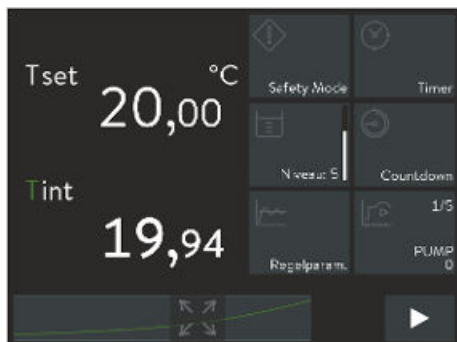 Tset
°C
20,00
Tint
19,94
Safety Mode
Timer
Niveau: 5
Countdown
Regelparam.
1/5
PUMP
0